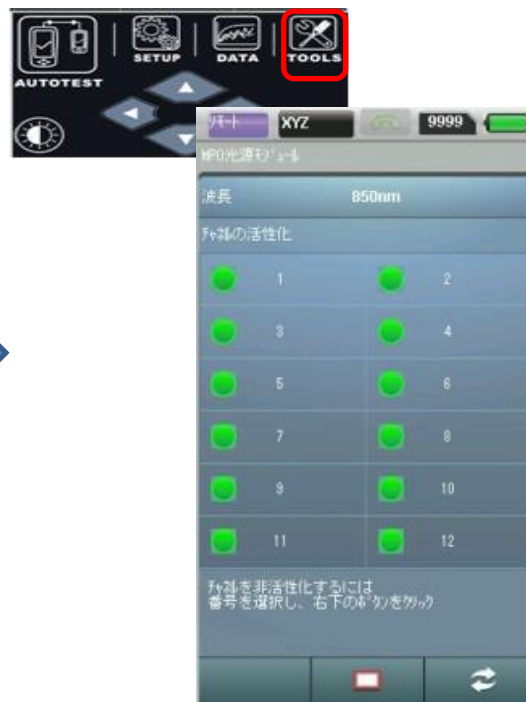 AUTOTEST
SETUP
DATA
TOOLS
ﾘﾓｰﾄ XYZ 9999
MPO光源ﾓｼﾞｭｰﾙ
波長 850nm
ﾁｬﾈﾙの活性化
1 2
3 4
5 6
7 8
9 10
11 12
ﾁｬﾈﾙを非活性化するには
番号を選択し、右下のﾎﾞﾀﾝをｸﾘｯｸ